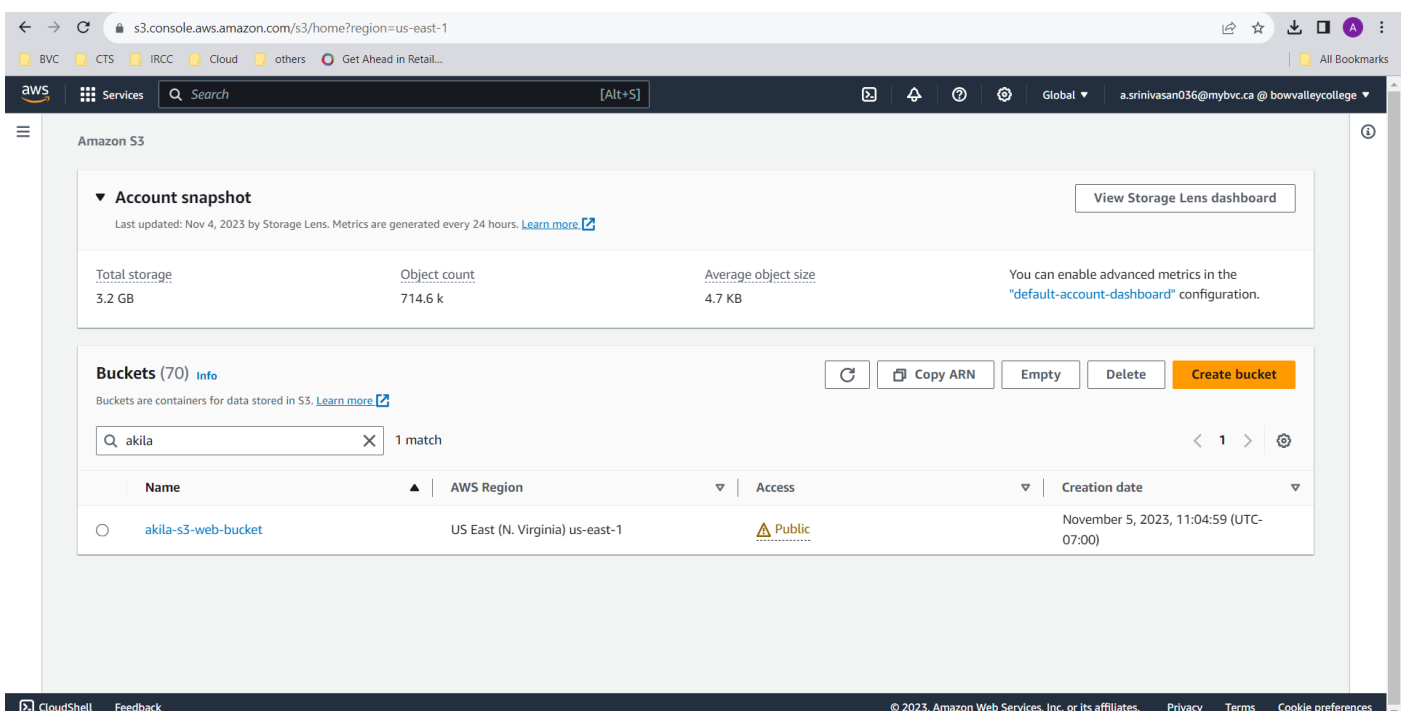 s3.console.aws.amazon.com/s3/home?region=us-east-1
A
BVC CTS IRCC Cloud others Get Ahead in Retail... All Bookmarks
aws Services Search [Alt+S] Global ▼ a.srinivasan036@mybvc.ca @ bowvalleycollege ▼
Amazon S3
▼ Account snapshot View Storage Lens dashboard
Last updated: Nov 4, 2023 by Storage Lens. Metrics are generated every 24 hours. Learn more
Total storage Object count Average object size You can enable advanced metrics in the
3.2 GB 714.6 k 4.7 KB "default-account-dashboard" configuration.
Buckets (70) Info Copy ARN Empty Delete Create bucket
Buckets are containers for data stored in S3. Learn more
akila 1 match 1
Name AWS Region Access Creation date
akila-s3-web-bucket US East (N. Virginia) us-east-1 Public November 5, 2023, 11:04:59 (UTC-
07:00)
CloudShell Feedback © 2023, Amazon Web Services, Inc. or its affiliates. Privacy Terms Cookie preferences